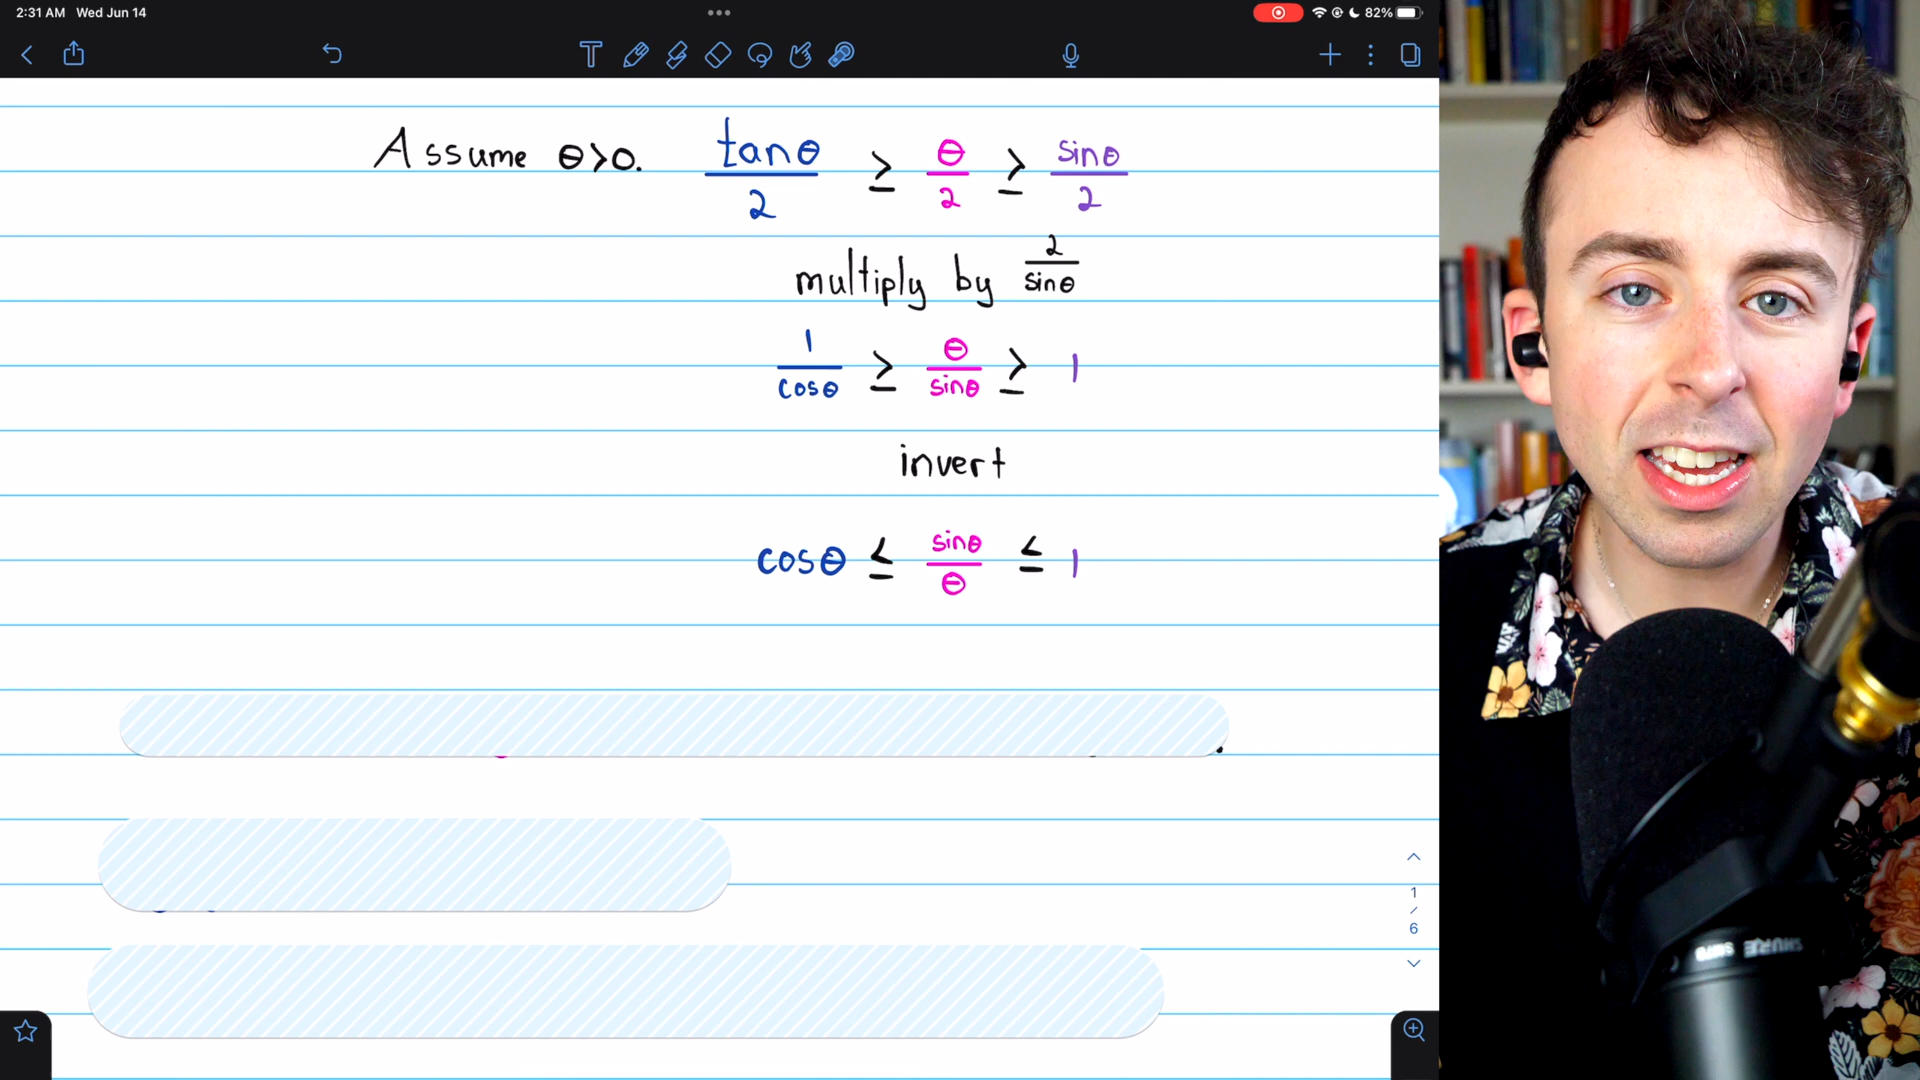 2:31 AM Wed Jun 14 82%
Assume θ>0. tanθ/2 ≥ θ/2 ≥ sinθ/2
multiply by 2/sinθ
1/cosθ ≥ θ/sinθ ≥ 1
invert
cosθ ≤ sinθ/θ ≤ 1
1/6
SHURE